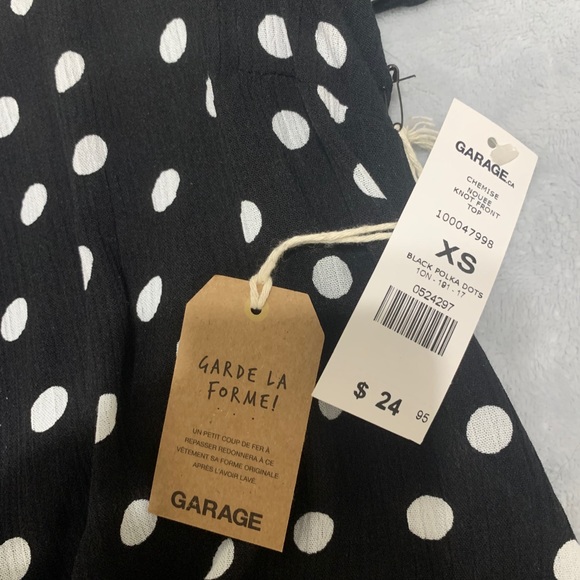 GARAGE.CA
CHEMISE
NOUEE
KNOT FRONT
TOP
100047998
XS
BLACK POLKA DOTS
1ON - 191 - 17
0524297
$ 24 95
GARDE LA
FORME!
UN PETIT COUP DE FER À
REPASSER REDONNERA À CE
VÊTEMENT SA FORME ORIGINALE
APRÈS L'AVOIR LAVÉ.
GARAGE